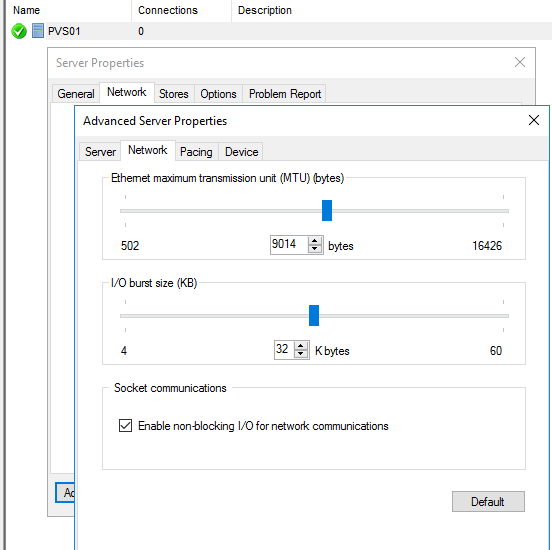 Name Connections Description
PVS01 0
Server Properties
General Network Stores Options Problem Report
Advanced Server Properties
Server Network Pacing Device
Ethernet maximum transmission unit (MTU) (bytes)
502 9014 bytes 16426
I/O burst size (KB)
4 32 K bytes 60
Socket communications
Enable non-blocking I/O for network communications
Ad
Default